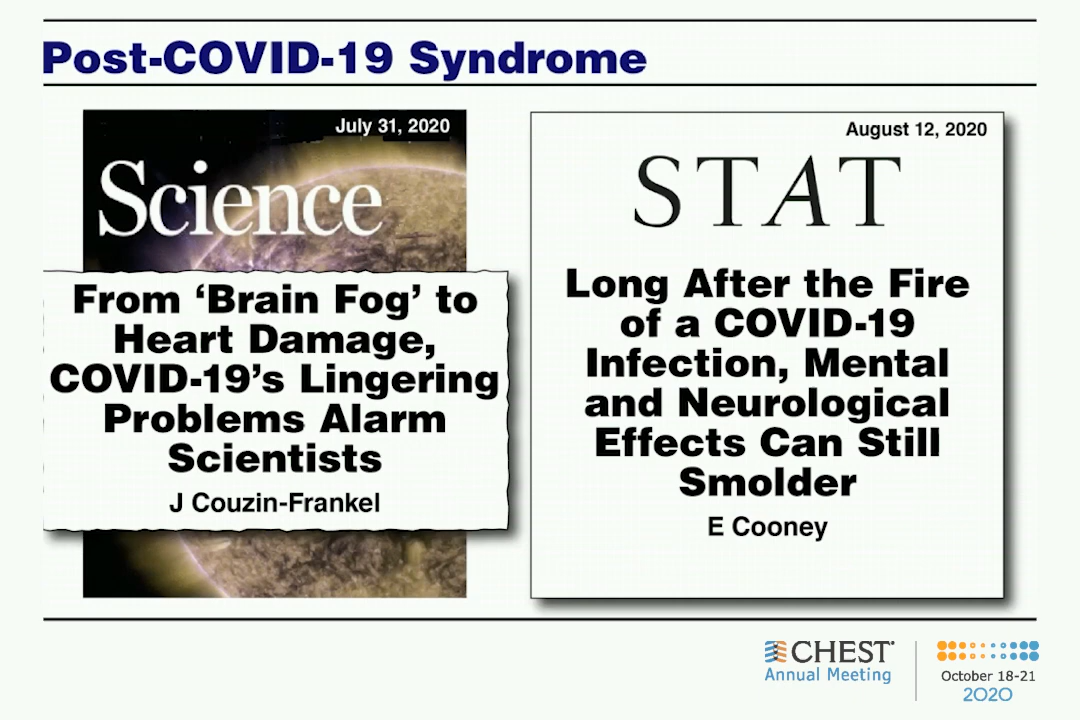 Post-COVID-19 Syndrome
July 31, 2020
Science
From ‘Brain Fog’ to
Heart Damage,
COVID-19’s Lingering
Problems Alarm
Scientists
J Couzin-Frankel
August 12, 2020
STAT
Long After the Fire
of a COVID-19
Infection, Mental
and Neurological
Effects Can Still
Smolder
E Cooney
CHEST
Annual Meeting
October 18-21
2020